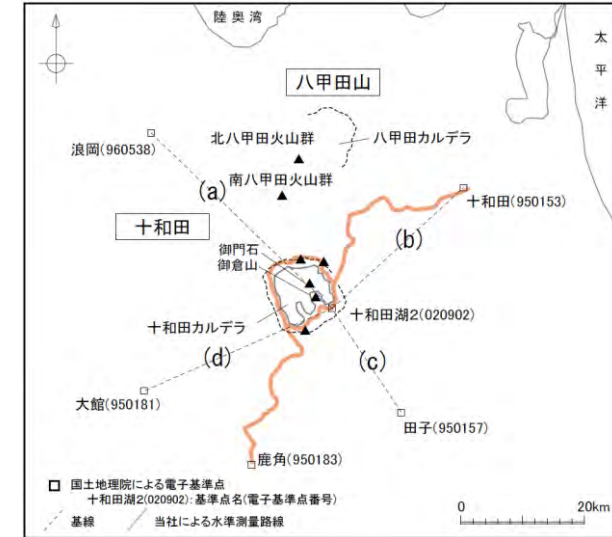 陸奥湾
太平洋
八甲田山
北八甲田火山群
八甲田カルデラ
浪岡(960538)
南八甲田火山群
(a)
十和田(950153)
十和田
(b)
御門石
御倉山
十和田湖2(020902)
十和田カルデラ
(d)
(c)
大館(950181)
田子(950157)
鹿角(950183)
国土地理院による電子基準点
十和田湖2(020902):基準点名(電子基準点番号)
基線 当社による水準測量路線
0 20km